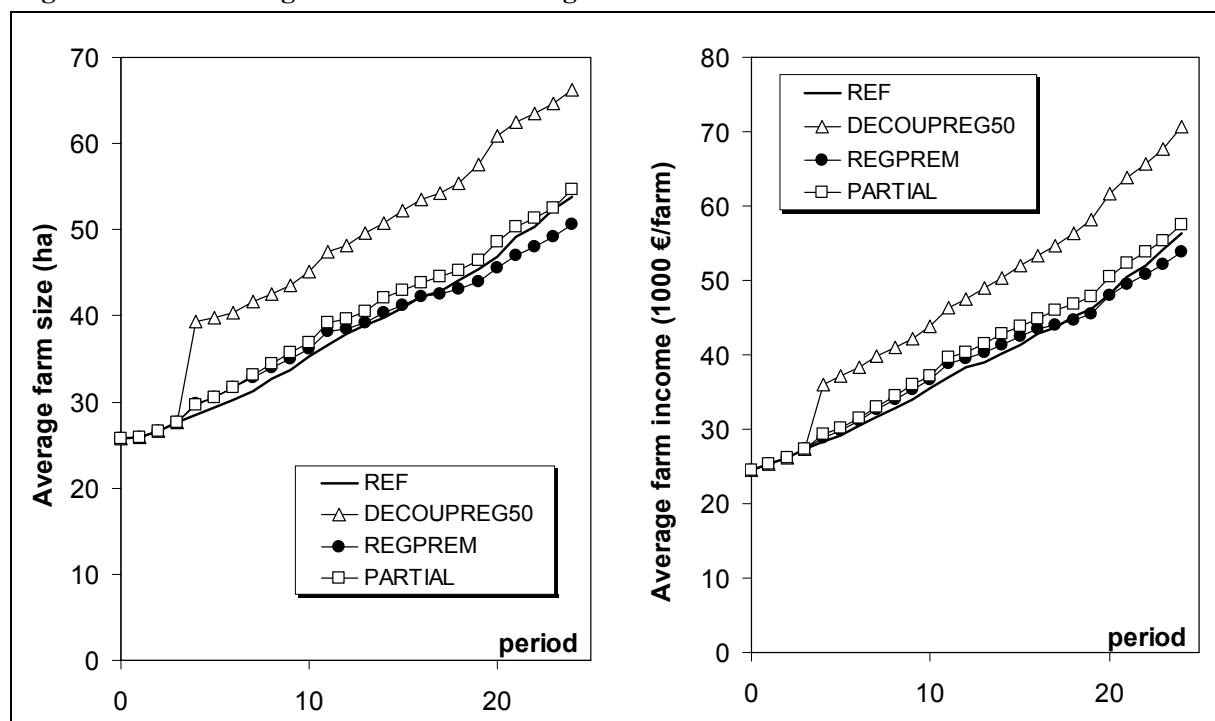 70
60
50
40
30
20
10
0
0
10
20
Average farm size (ha)
period
REF
DECOUPREG50
REGPREM
PARTIAL
80
70
60
50
40
30
20
10
0
0
10
20
Average farm income (1000 €/farm)
period
REF
DECOUPREG50
REGPREM
PARTIAL